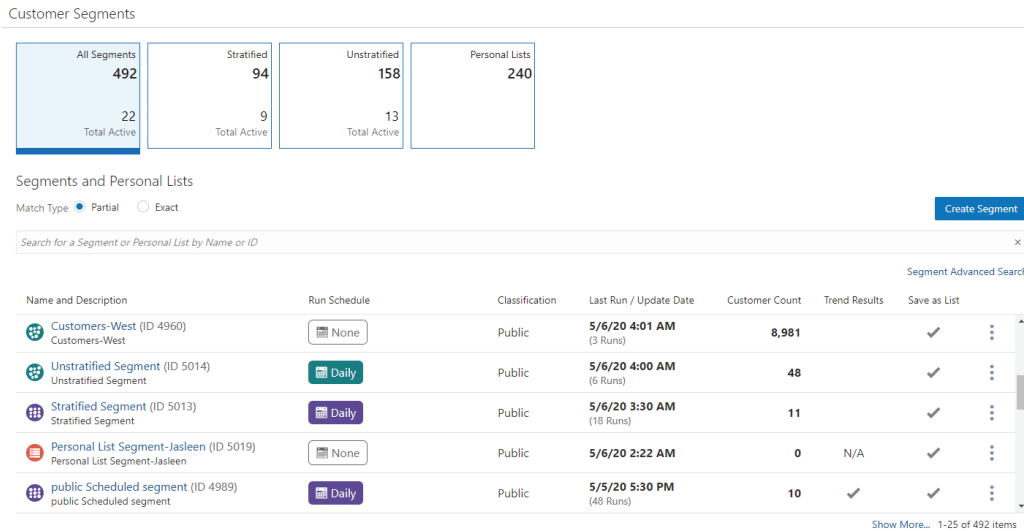 Customer Segments
All Segments
492
22
Total Active
Stratified
94
9
Total Active
Unstratified
158
13
Total Active
Personal Lists
240
Segments and Personal Lists
Match Type Partial Exact
Create Segment
Search for a Segment or Personal List by Name or ID
Segment Advanced Search
Name and Description Run Schedule Classification Last Run / Update Date Customer Count Trend Results Save as List
Customers-West (ID 4960) None Public 5/6/20 4:01 AM 8,981
Customers-West (3 Runs)
Unstratified Segment (ID 5014) Daily Public 5/6/20 4:00 AM 48
Unstratified Segment (6 Runs)
Stratified Segment (ID 5013) Daily Public 5/6/20 3:30 AM 11
Stratified Segment (18 Runs)
Personal List Segment-Jasleen (ID 5019) None Public 5/6/20 2:22 AM 0 N/A
Personal List Segment-Jasleen
public Scheduled segment (ID 4989) Daily Public 5/5/20 5:30 PM 10
public Scheduled segment (48 Runs)
Show More... 1-25 of 492 items